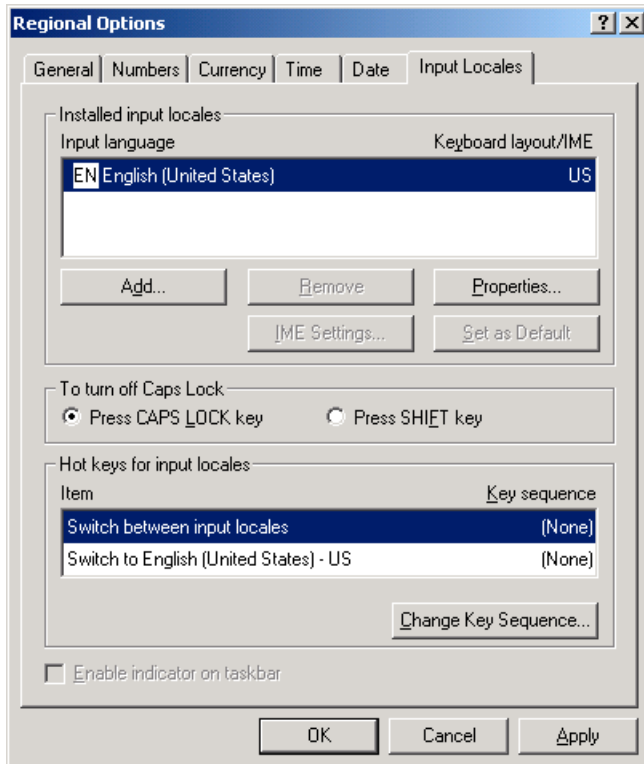 Regional Options
General Numbers Currency Time Date Input Locales
Installed input locales
Input language Keyboard layout/IME
EN English (United States) US
Add... Remove Properties...
IME Settings... Set as Default
To turn off Caps Lock
Press CAPS LOCK key Press SHIFT key
Hot keys for input locales
Item Key sequence
Switch between input locales (None)
Switch to English (United States) - US (None)
Change Key Sequence...
Enable indicator on taskbar
OK Cancel Apply